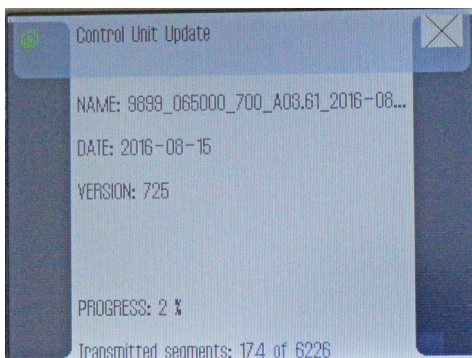 Control Unit Update
NAME: 9899_065000_700_A03.61_2016-08...
DATE: 2016-08-15
VERSION: 725
PROGRESS: 2 %
Transmitted segments: 174 of 6226